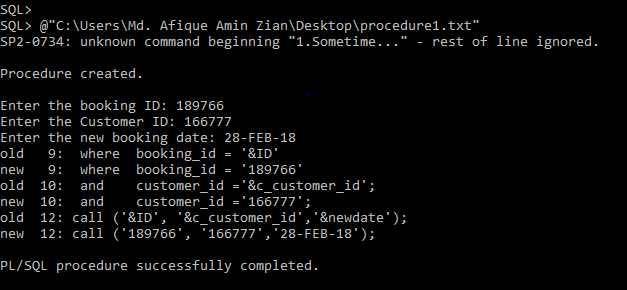 SQL>
SQL> @"C:\Users\Md. Afique Amin Zian\Desktop\procedure1.txt"
SP2-0734: unknown command beginning "1.Sometime..." - rest of line ignored.
Procedure created.
Enter the booking ID: 189766
Enter the Customer ID: 166777
Enter the new booking date: 28-FEB-18
old   9:  where  booking_id = '&ID'
new   9:  where  booking_id = '189766'
old  10:  and    customer_id ='&c_customer_id';
new  10:  and    customer_id ='166777';
old  12: call ('&ID', '&c_customer_id','&newdate');
new  12: call ('189766', '166777','28-FEB-18');
PL/SQL procedure successfully completed.